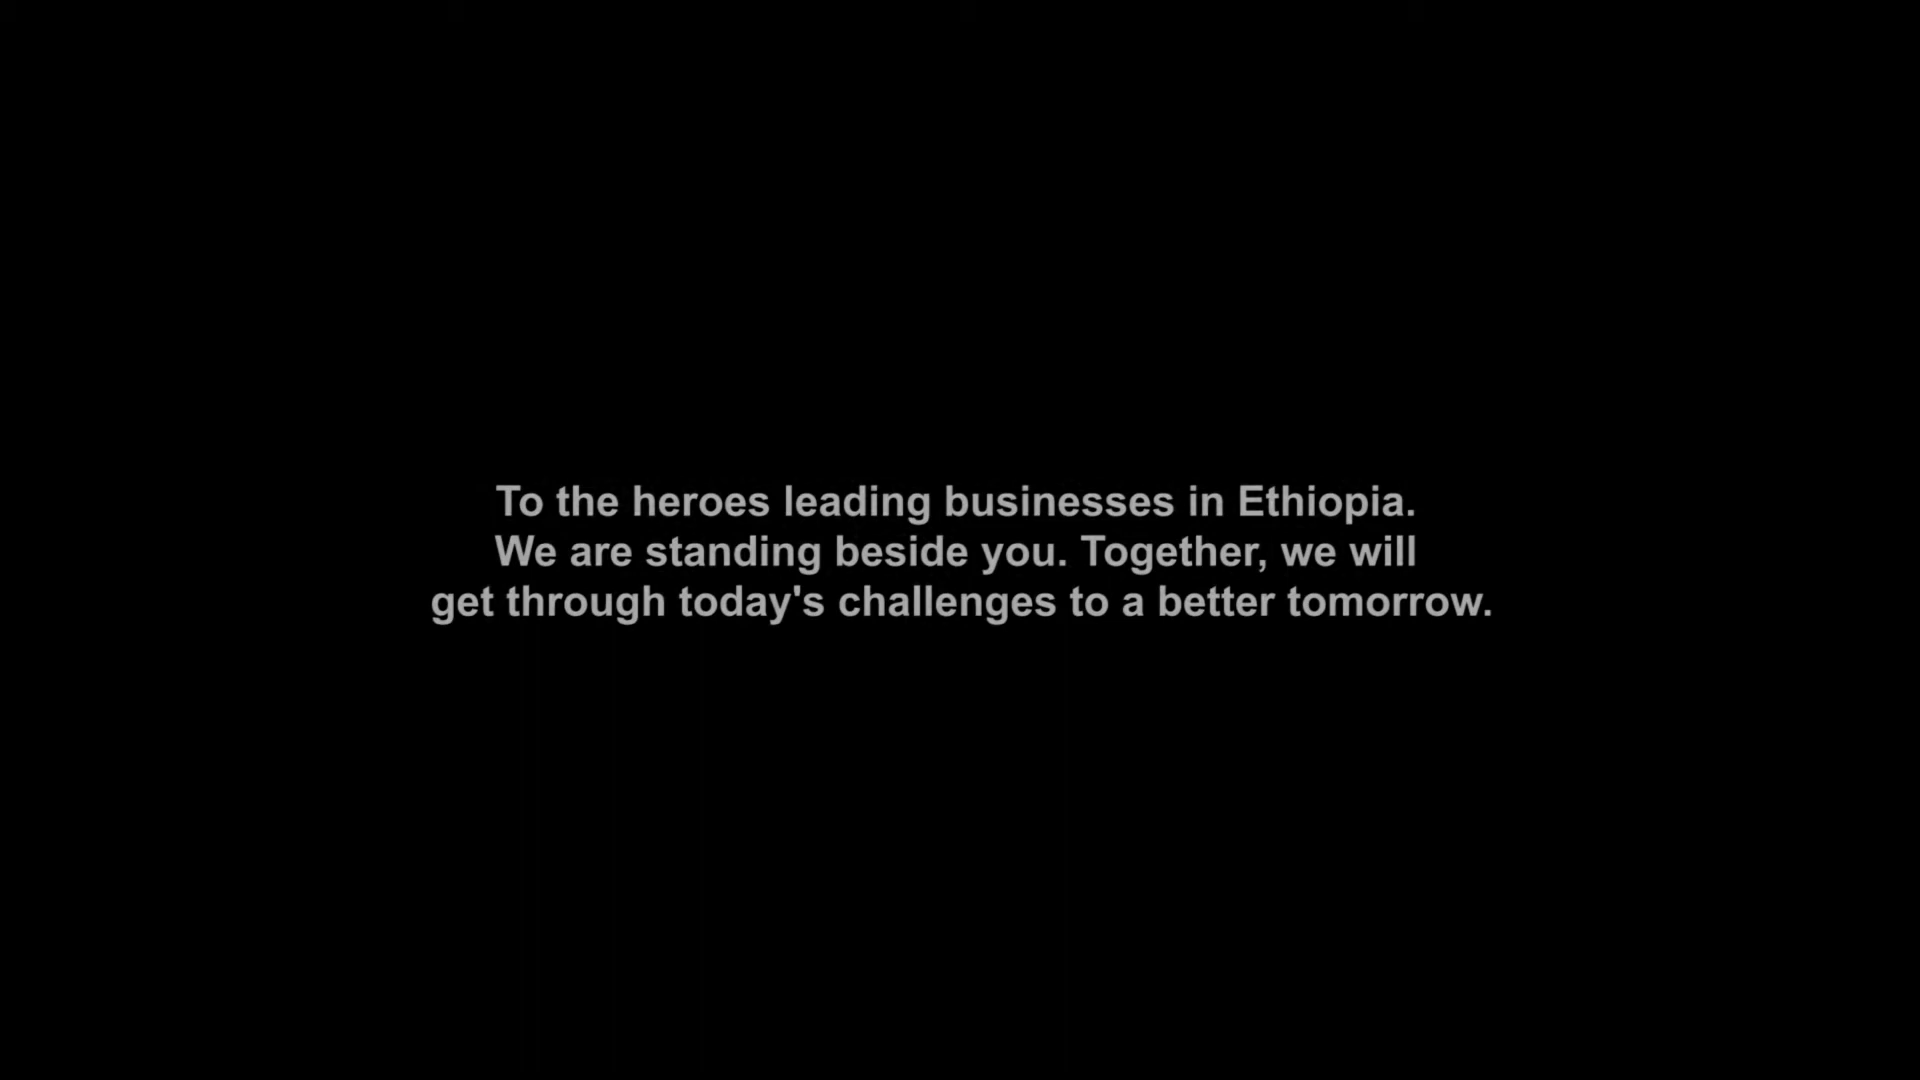 To the heroes leading businesses in Ethiopia.
We are standing beside you. Together, we will
get through today's challenges to a better tomorrow.